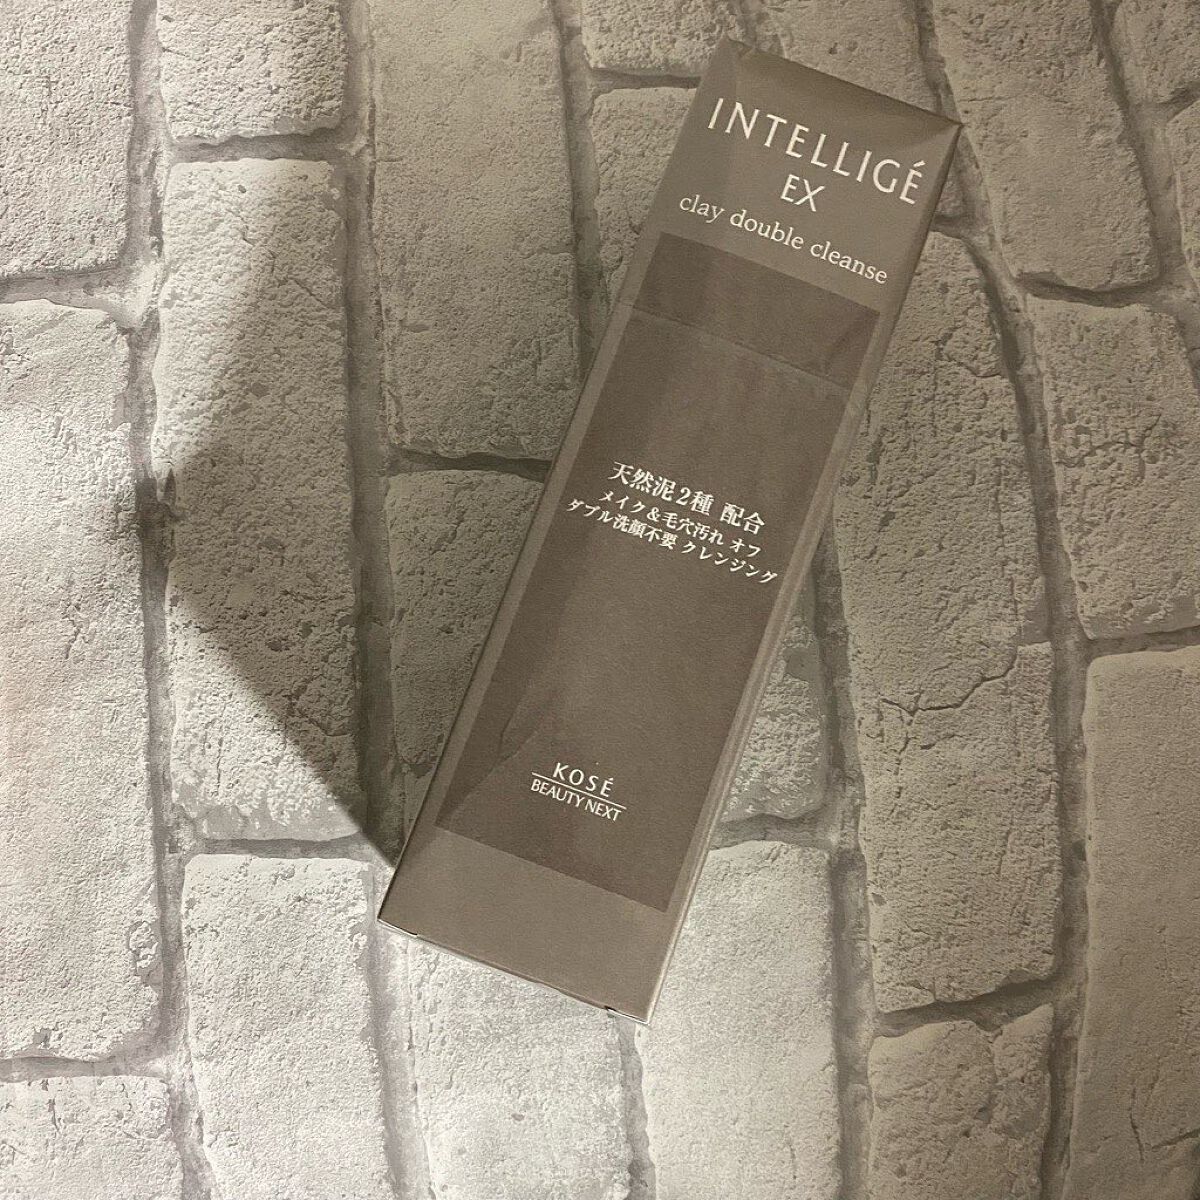 INTELLIGÉ
EX
clay double cleanse
天然泥2種 配合
メイク&毛穴汚れ オフ
ダブル洗顔不要 クレンジング
KOSÉ
BEAUTY NEXT